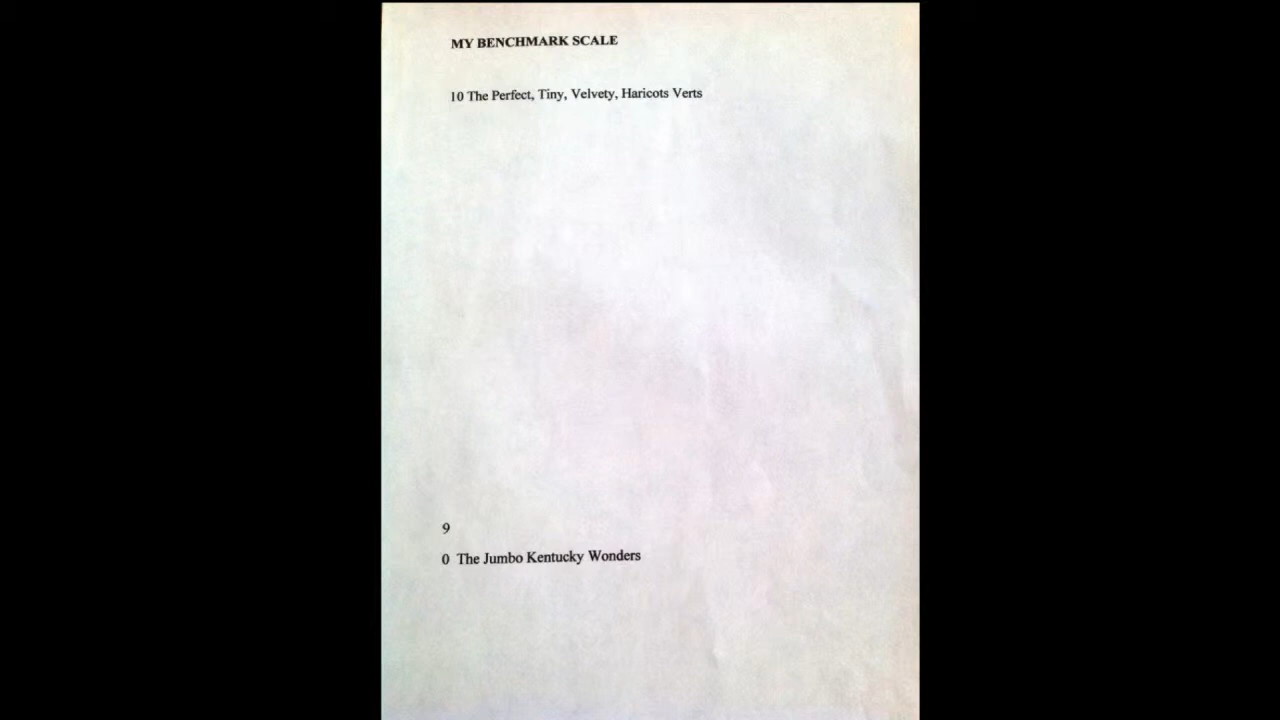 MY BENCHMARK SCALE
10 The Perfect, Tiny, Velvety, Haricots Verts
9
0 The Jumbo Kentucky Wonders